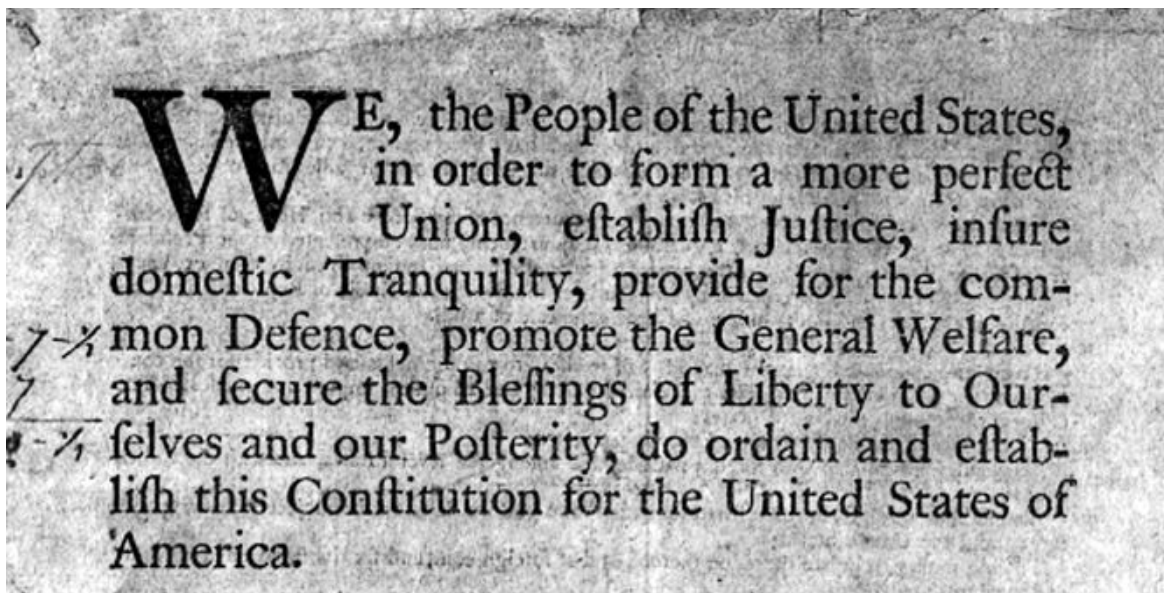 WE, the People of the United States,
in order to form a more perfect
Union, eſtabliſh Juſtice, inſure
domeſtic Tranquility, provide for the com-
mon Defence, promote the General Welfare,
and ſecure the Bleſſings of Liberty to Our-
ſelves and our Poſterity, do ordain and eſtab-
liſh this Conſtitution for the United States of
America.